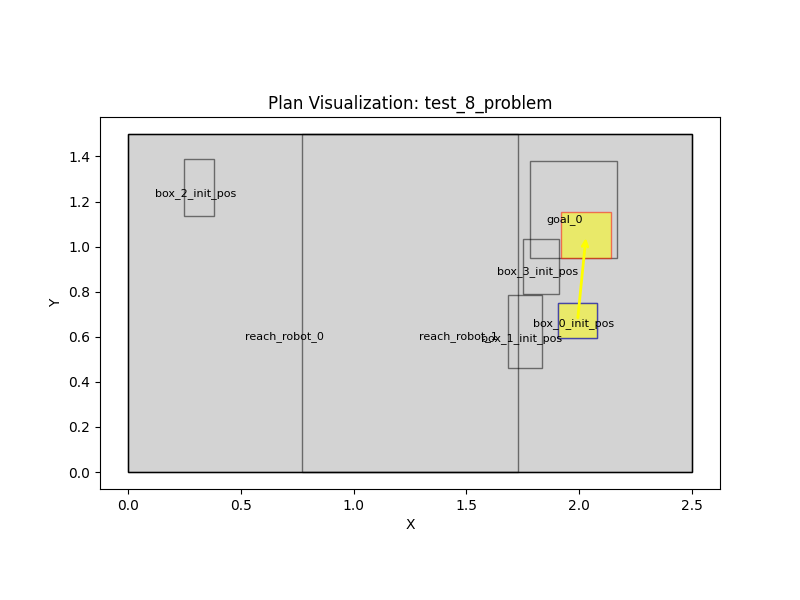 Plan Visualization: test_8_problem
1.4
1.2
1.0
0.8
0.6
0.4
0.2
0.0
Y
box_2_init_pos
goal_0
box_3_init_pos
box_0_init_pos
reach_robot_0
reach_robot_1
box_1_init_pos
0.0
0.5
1.0
1.5
2.0
2.5
X